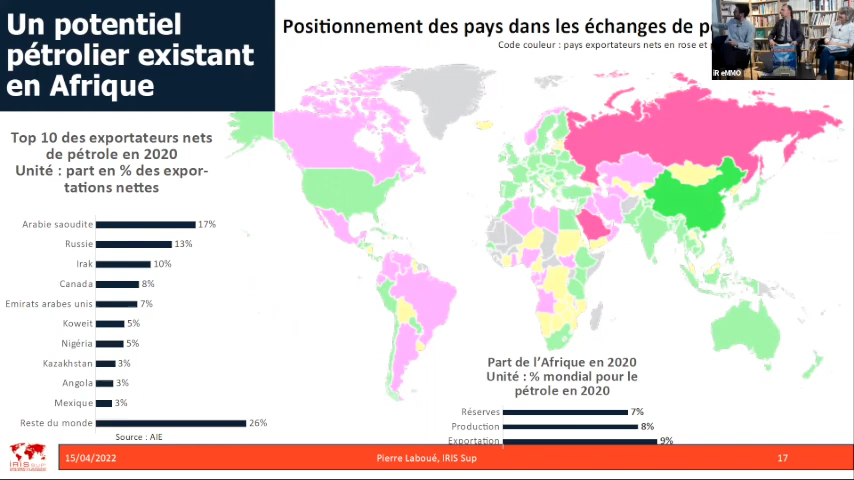 Un potentiel
pétrolier existant
en Afrique
Positionnement des pays dans les échanges de
Code couleur : pays exportateurs nets en rose et
eMMO
Top 10 des exportateurs nets
de pétrole en 2020
Unité : part en % des expor-
tations nettes
Arabie saoudite 17%
Russie 13%
Irak 10%
Canada 8%
Emirats arabes unis 7%
Koweit 5%
Nigéria 5%
Kazakhstan 3%
Angola 3%
Mexique 3%
Reste du monde 26%
Source : AIE
Part de l'Afrique en 2020
Unité : % mondial pour le
pétrole en 2020
Réserves 7%
Production 8%
Exportation 9%
IRIS Sup
15/04/2022
Pierre Laboué, IRIS Sup
17